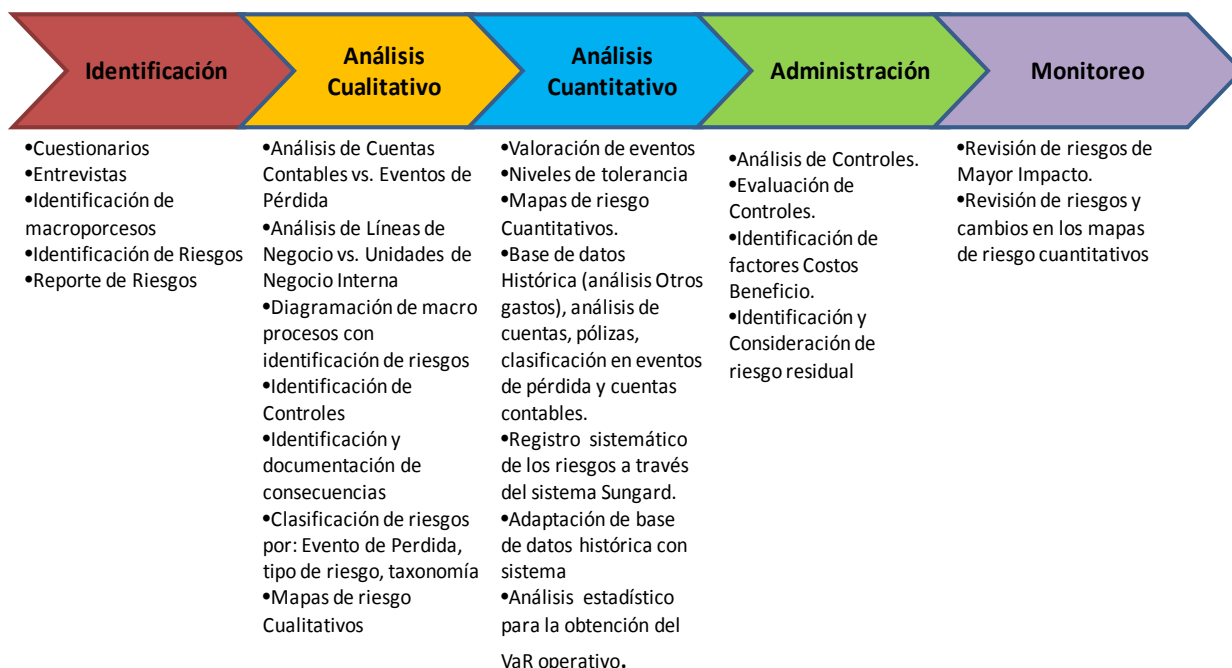 Identificación
Análisis
Cualitativo
Análisis
Cuantitativo
Administración
Monitoreo
•Cuestionarios
•Entrevistas
•Identificación de
macroporcesos
•Identificación de Riesgos
•Reporte de Riesgos
•Análisis de Cuentas
Contables vs. Eventos de
Pérdida
•Análisis de Líneas de
Negocio vs. Unidades de
Negocio Interna
•Diagramación de macro
procesos con
identificación de riesgos
•Identificación de
Controles
•Identificación y
documentación de
consecuencias
•Clasificación de riesgos
por: Evento de Perdida,
tipo de riesgo, taxonomía
•Mapas de riesgo
Cualitativos
•Valoración de eventos
•Niveles de tolerancia
•Mapas de riesgo
Cuantitativos.
•Base de datos
Histórica (análisis Otros
gastos), análisis de
cuentas, pólizas,
clasificación en eventos
de pérdida y cuentas
contables.
•Registro sistemático
de los riesgos a través
del sistema Sungard.
•Adaptación de base
de datos histórica con
sistema
•Análisis estadístico
para la obtención del
VaR operativo.
•Análisis de Controles.
•Evaluación de
Controles.
•Identificación de
factores Costos
Beneficio.
•Identificación y
Consideración de
riesgo residual
•Revisión de riesgos de
Mayor Impacto.
•Revisión de riesgos y
cambios en los mapas
de riesgo cuantitativos